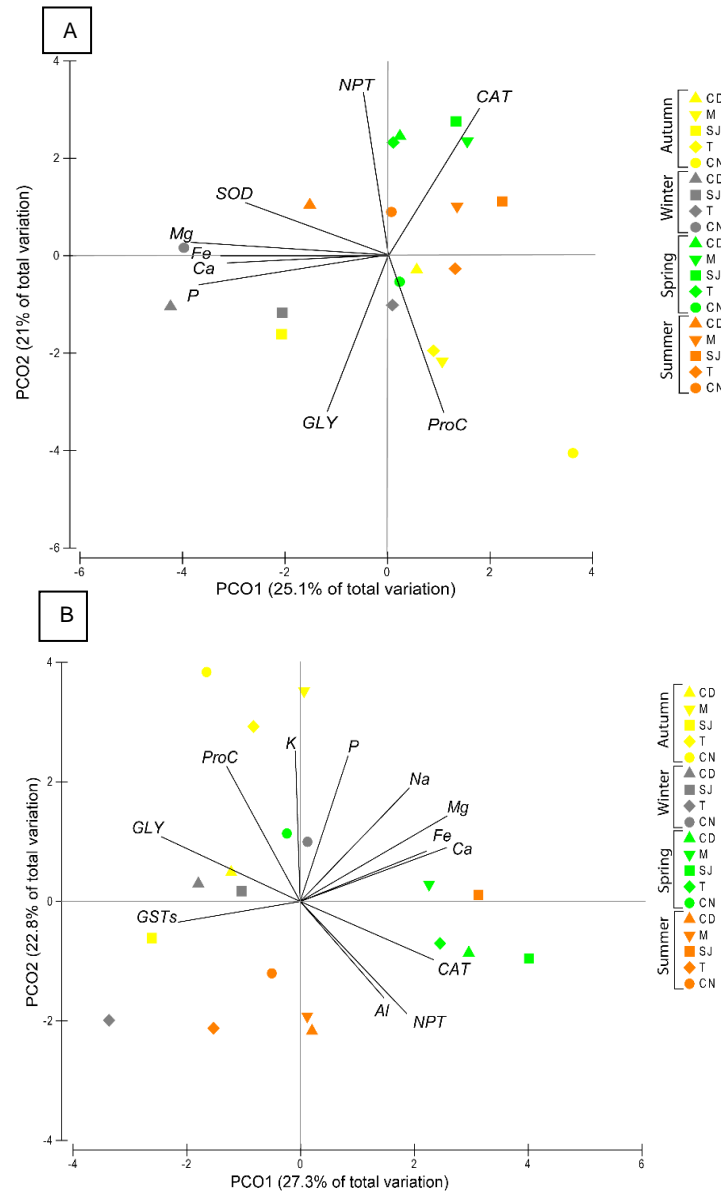 A
4
2
0
-2
-4
-6
-6
-4
-2
0
2
4
PCO2 (21% of total variation)
PCO1 (25.1% of total variation)
NPT
CAT
SOD
Mg
Fe
Ca
P
GLY
ProC
Autumn
CD
M
SJ
T
CN
Winter
CD
SJ
T
CN
Spring
CD
M
SJ
T
CN
Summer
CD
M
SJ
T
CN
B
4
2
0
-2
-4
-4
-2
0
2
4
6
PCO2 (22.8% of total variation)
PCO1 (27.3% of total variation)
K
P
ProC
Na
Mg
GLY
Fe
Ca
GSTs
CAT
Al
NPT
Autumn
CD
M
SJ
T
CN
Winter
CD
SJ
T
CN
Spring
CD
M
SJ
T
CN
Summer
CD
M
SJ
T
CN